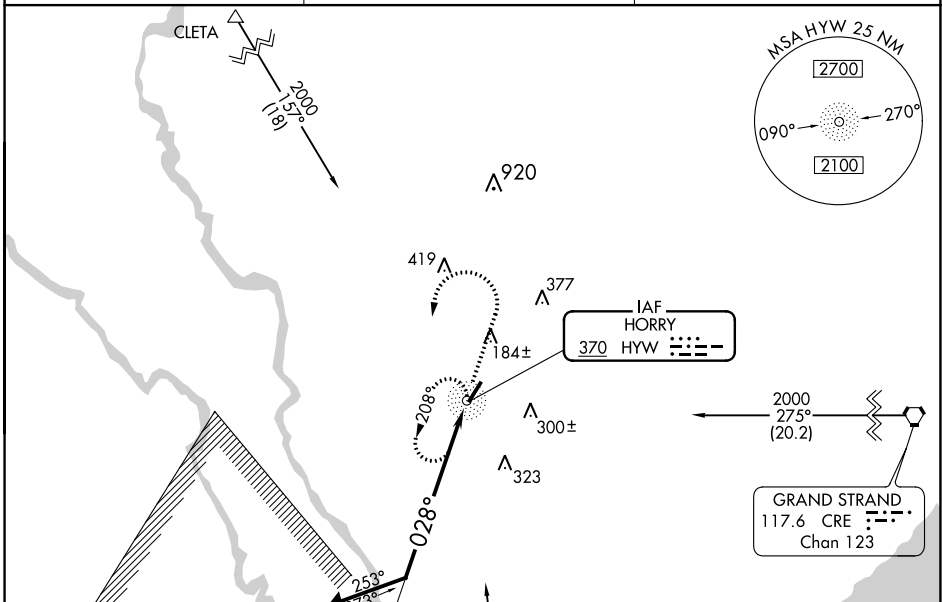 CLETA
2000
157°
(18)
MSA HYW 25 NM
2700
090°
270°
2100
920
419
377
IAF
HORRY
370 HYW
184±
208°
300±
323
2000
275°
(20.2)
GRAND STRAND
117.6 CRE
Chan 123
028°
253°